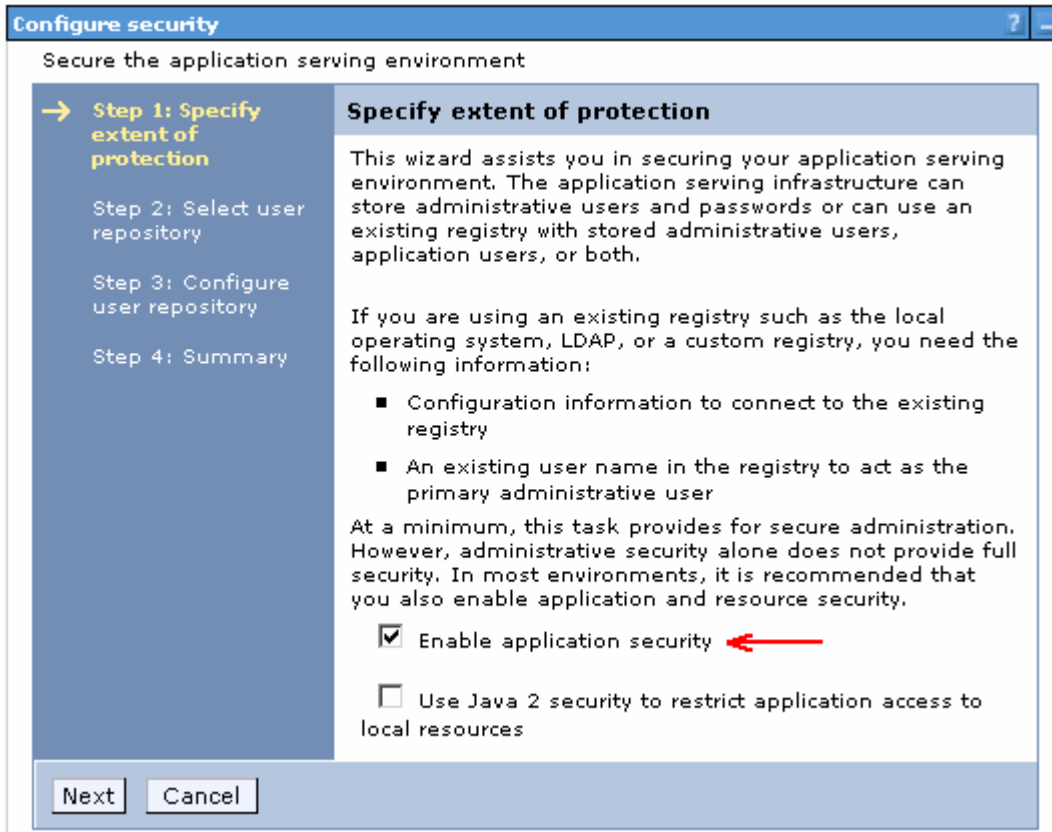 Configure security
?
Secure the application serving environment
Step 1: Specify
extent of
protection
Step 2: Select user
repository
Step 3: Configure
user repository
Step 4: Summary
Specify extent of protection
This wizard assists you in securing your application serving
environment. The application serving infrastructure can
store administrative users and passwords or can use an
existing registry with stored administrative users,
application users, or both.
If you are using an existing registry such as the local
operating system, LDAP, or a custom registry, you need the
following information:
Configuration information to connect to the existing
registry
An existing user name in the registry to act as the
primary administrative user
At a minimum, this task provides for secure administration.
However, administrative security alone does not provide full
security. In most environments, it is recommended that
you also enable application and resource security.
Enable application security
Use Java 2 security to restrict application access to
local resources
Next
Cancel